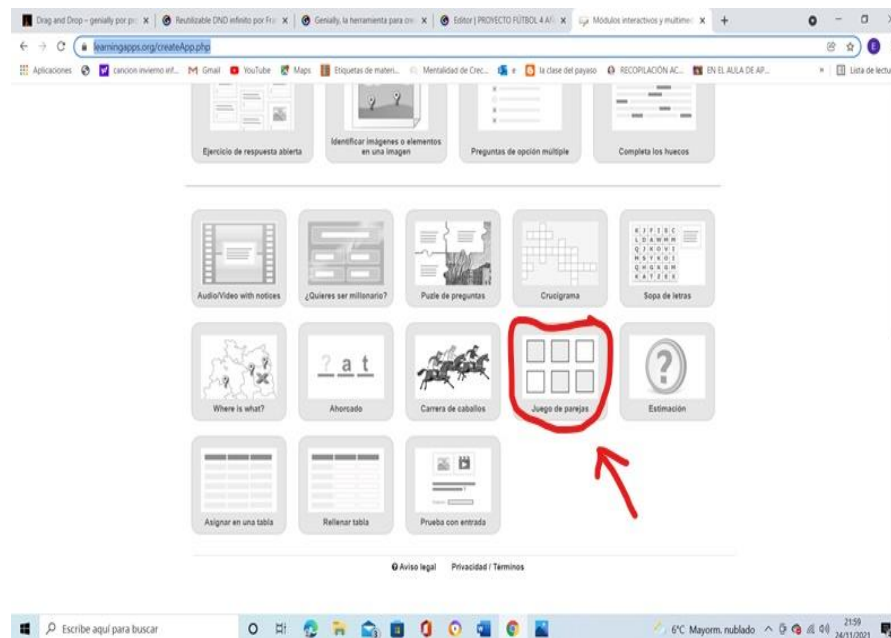 Drag and Drop – genially por pr
Reutilizable DND infinito por Fr
Genially, la herramienta para
Editor | PROYECTO FÚTBOL 4 A
Módulos interactivos y multime
learningapps.org/createApp.php
Aplicaciones
cancion invierno inf...
Gmail
YouTube
Maps
Etiquetas de materi...
Mentalidad de Crec...
la clase del payaso
RECOPILACIÓN AC...
EN EL AULA DE AP...
Lista de lectu
Ejercicio de respuesta abierta
Identificar imágenes o elementos
en una imagen
Preguntas de opción múltiple
Completa los huecos
Audio/Video with notices
¿Quieres ser millonario?
Puzle de preguntas
Crucigrama
Sopa de letras
Where is what?
? a t
Ahorcado
Carrera de caballos
Juego de parejas
Estimación
Asignar en una tabla
Rellenar tabla
Prueba con entrada
Aviso legal
Privacidad / Términos
Escribe aquí para buscar
6°C Mayorm. nublado
21:59
24/11/2021